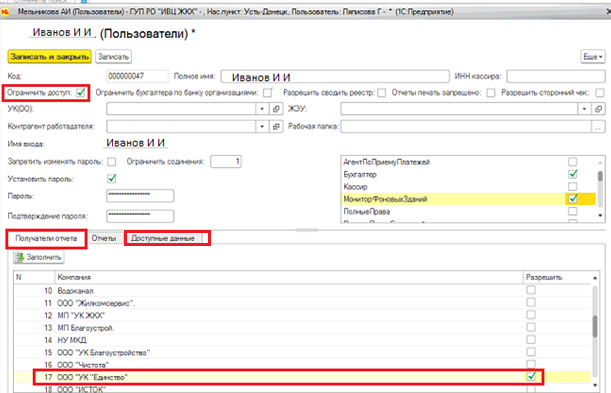 Мельникова АИ (Пользователи) - ГУП РО "ИВЦ ЖКХ" - , Нас.пункт: Усть-Донецк, Пользователь: Ляписова Г - * (1С:Предприятие)
Иванов И И . (Пользователи) *
Записать и закрыть Записать Еще
Код: 000000047 Полное имя: Иванов И И ИНН кассира:
Ограничить доступ: Ограничить бухгалтера по банку организациями: Разрешить сводить реестр: Отчеты печать запрещено: Разрешить сторонний чек:
УК(ОО): ЖЭУ:
Контрагент работадателя: Рабочая папка: ...
Имя входа: Иванов И И
Запретить изменять пароль: Ограничить содинения: 1
Установить пароль:
Пароль: ****************
Подтверждение пароля: ****************
АгентПоПриемуПлатежей
Бухгалтер
Кассир
МониторФоновыхЗданий
ПолныеПрава
Получатели отчета Отчеты Доступные данные
Заполнить
N Компания Разрешить
10 Водоканал
11 ООО "Жилкомсервис".
12 МП "УК ЖКХ"
13 МП Благоустрой.
14 НУ МКД
15 ООО "УК Благоустройство"
16 ООО "Чистота"
17 ООО "УК "Единство"
18 ООО "ИСТОК"